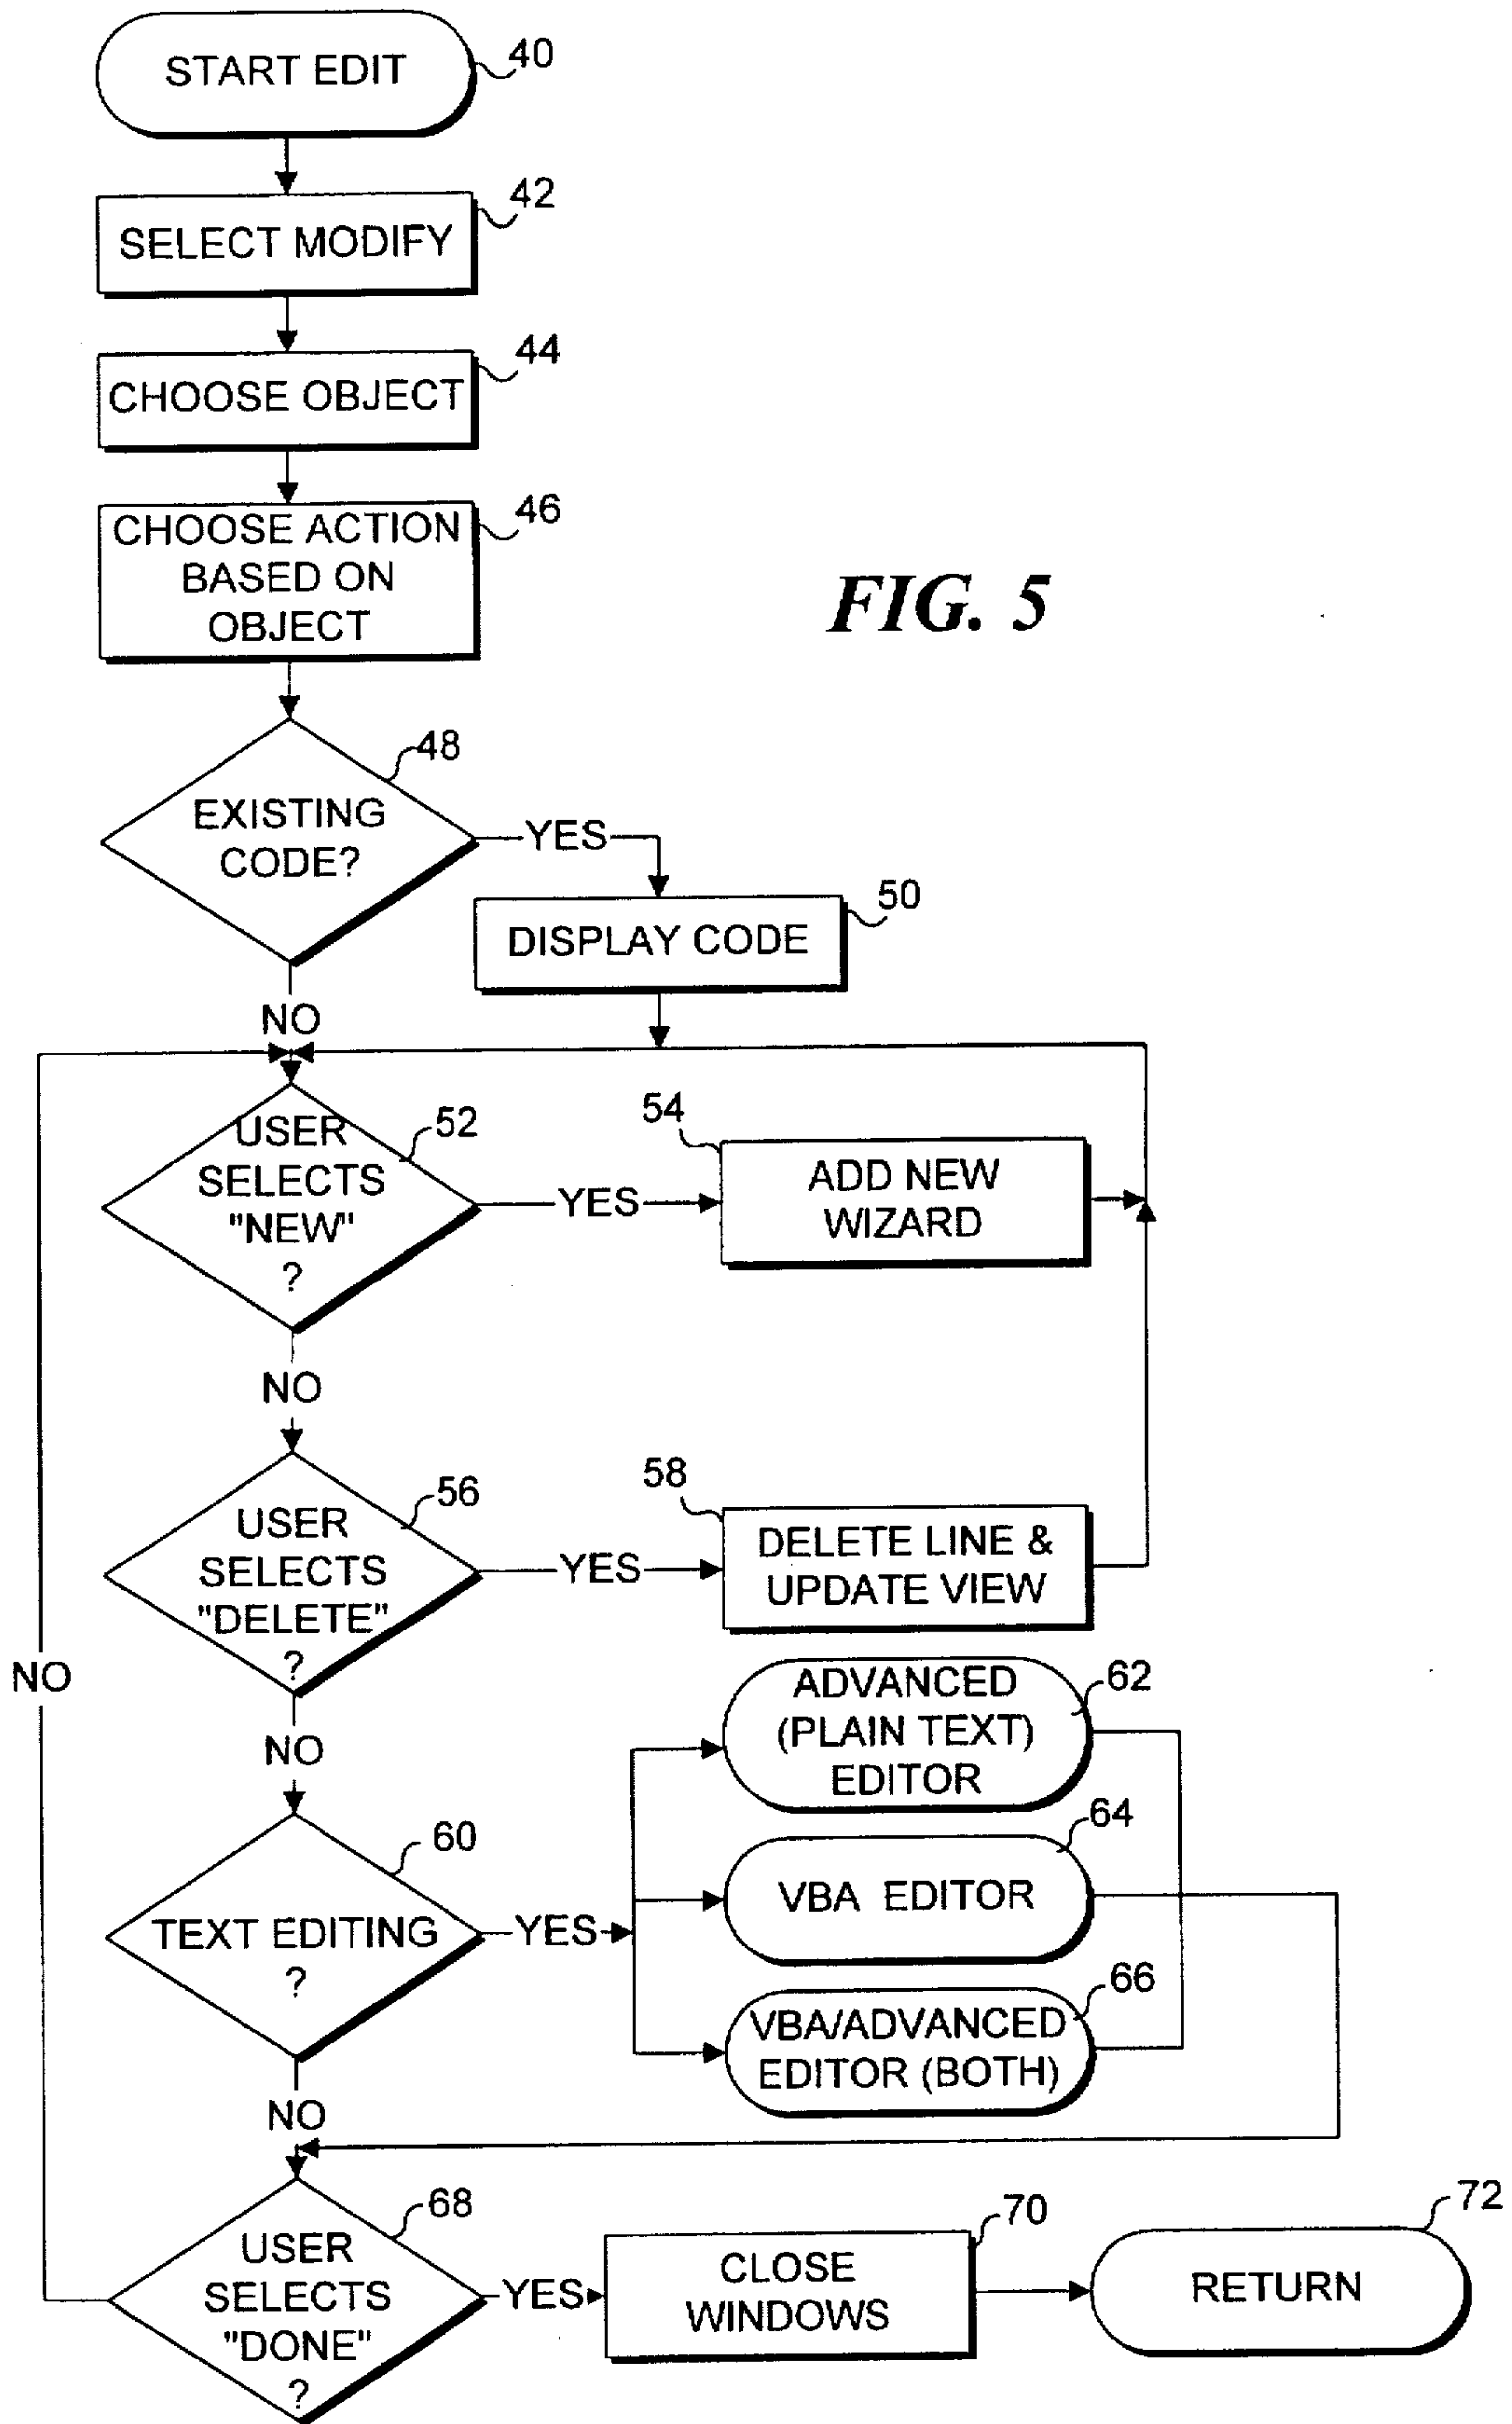 START EDIT
40
SELECT MODIFY
42
CHOOSE OBJECT
44
CHOOSE ACTION
BASED ON
OBJECT
46
FIG. 5
EXISTING
CODE?
48
YES
DISPLAY CODE
50
NO
USER
SELECTS
"NEW"
?
52
YES
54
ADD NEW
WIZARD
NO
USER
SELECTS
"DELETE"
?
56
YES
58
DELETE LINE &
UPDATE VIEW
NO
NO
ADVANCED
(PLAIN TEXT)
EDITOR
62
TEXT EDITING
?
60
YES
VBA EDITOR
64
VBA/ADVANCED
EDITOR (BOTH)
66
NO
USER
SELECTS
"DONE"
?
68
YES
CLOSE
WINDOWS
70
RETURN
72